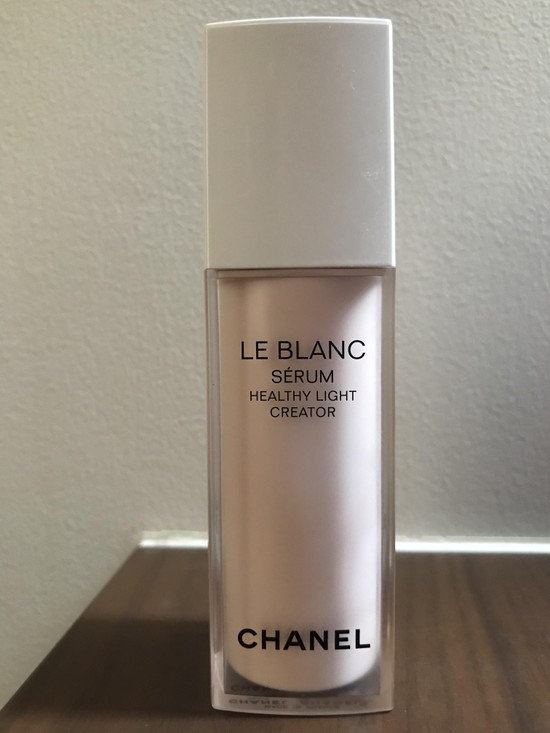 LE BLANC
SÉRUM
HEALTHY LIGHT
CREATOR
CHANEL